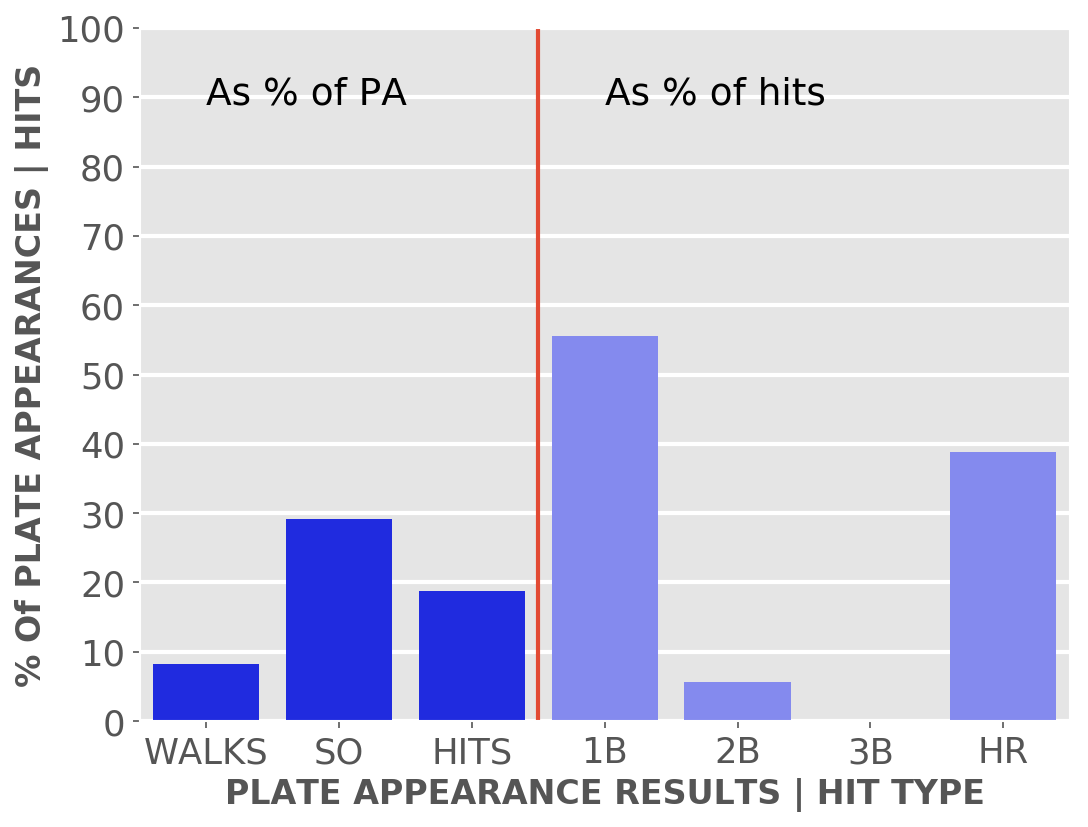 % Of PLATE APPEARANCES | HITS
100
90
80
70
60
50
40
30
20
10
0
As % of PA
As % of hits
WALKS SO HITS 1B 2B 3B HR
PLATE APPEARANCE RESULTS | HIT TYPE